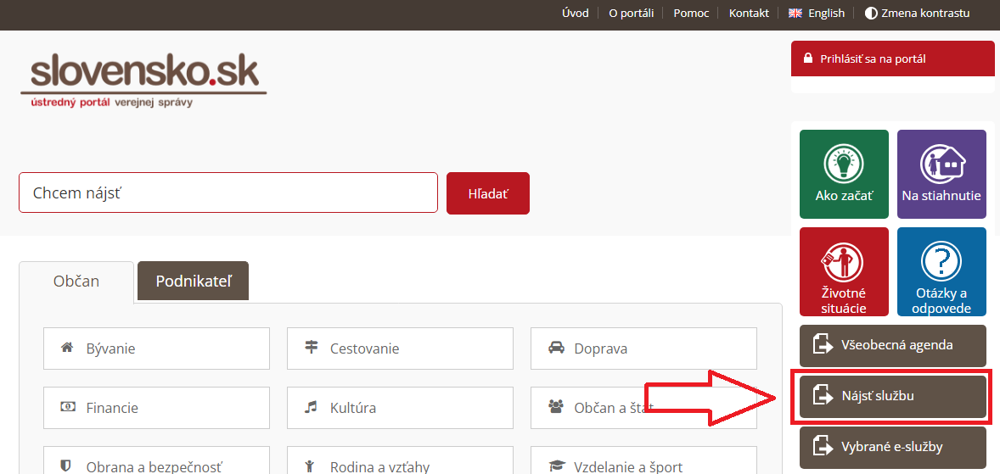 Úvod
O portáli
Pomoc
Kontakt
English
Zmena kontrastu
slovensko.sk
ústredný portál verejnej správy
Prihlásiť sa na portál
Chcem nájsť
Hľadať
Ako začať
Na stiahnutie
Životné
situácie
Otázky a
odpovede
Občan
Podnikateľ
Bývanie
Cestovanie
Doprava
Financie
Kultúra
Občan a štát
Obrana a bezpečnosť
Rodina a vzťahy
Vzdelanie a šport
Všeobecná agenda
Nájsť službu
Vybrané e-služby